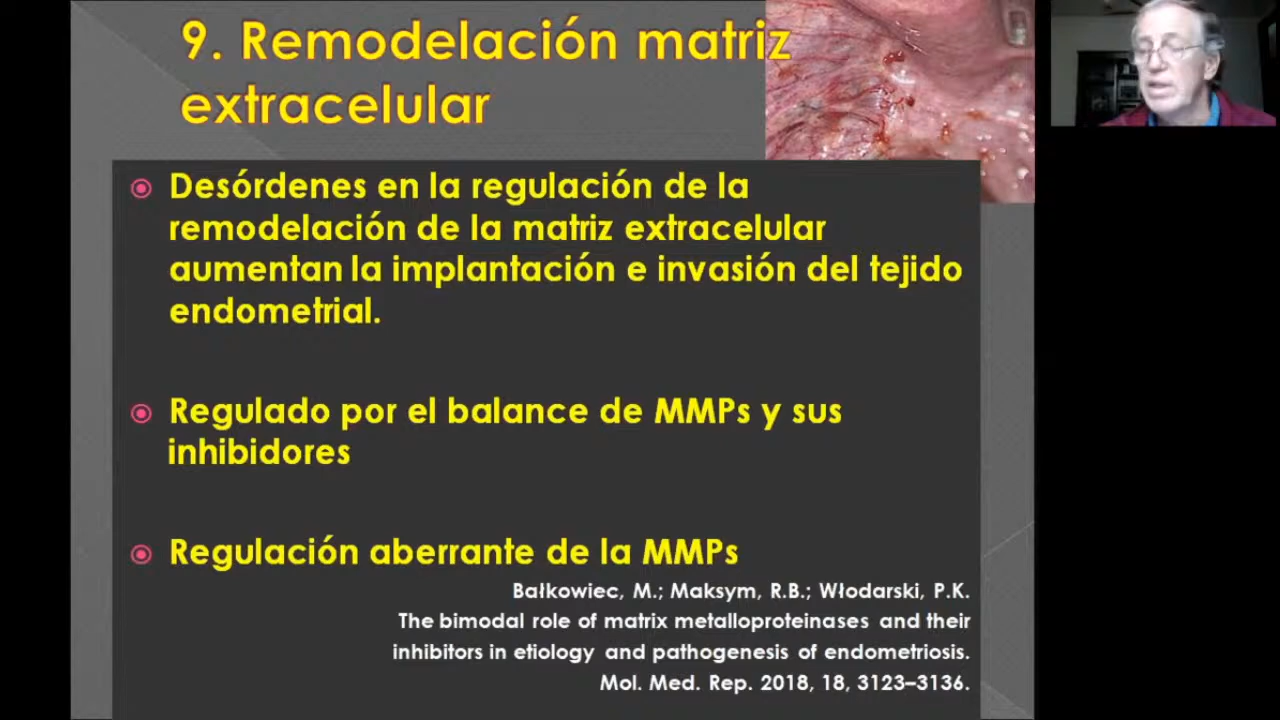 9. Remodelación matriz
extracelular
Desórdenes en la regulación de la
remodelación de la matriz extracelular
aumentan la implantación e invasión del tejido
endometrial.
Regulado por el balance de MMPs y sus
inhibidores
Regulación aberrante de la MMPs
Bałkowiec, M.; Maksym, R.B.; Włodarski, P.K.
The bimodal role of matrix metalloproteinases and their
inhibitors in etiology and pathogenesis of endometriosis.
Mol. Med. Rep. 2018, 18, 3123–3136.